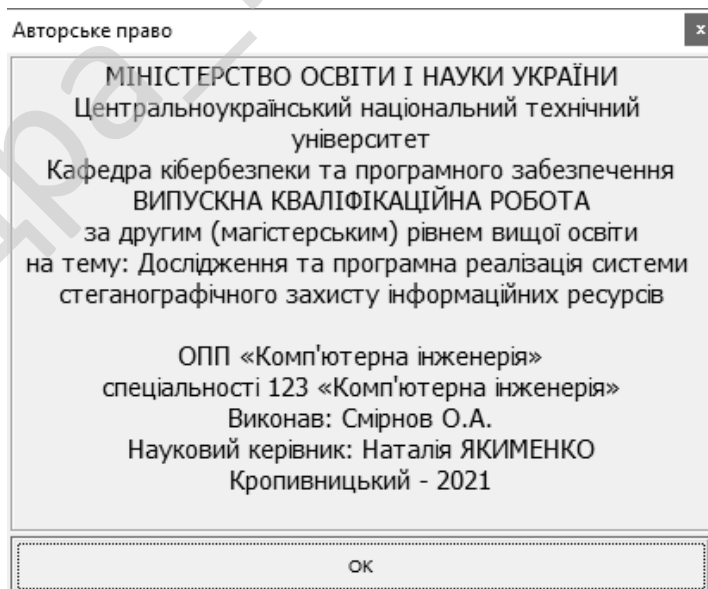 Авторське право
x
МІНІСТЕРСТВО ОСВІТИ І НАУКИ УКРАЇНИ
Центральноукраїнський національний технічний
університет
Кафедра кібербезпеки та програмного забезпечення
ВИПУСКНА КВАЛІФІКАЦІЙНА РОБОТА
за другим (магістерським) рівнем вищої освіти
на тему: Дослідження та програмна реалізація системи
стеганографічного захисту інформаційних ресурсів
ОПП «Комп'ютерна інженерія»
спеціальності 123 «Комп'ютерна інженерія»
Виконав: Смірнов О.А.
Науковий керівник: Наталія ЯКИМЕНКО
Кропивницький - 2021
ОК